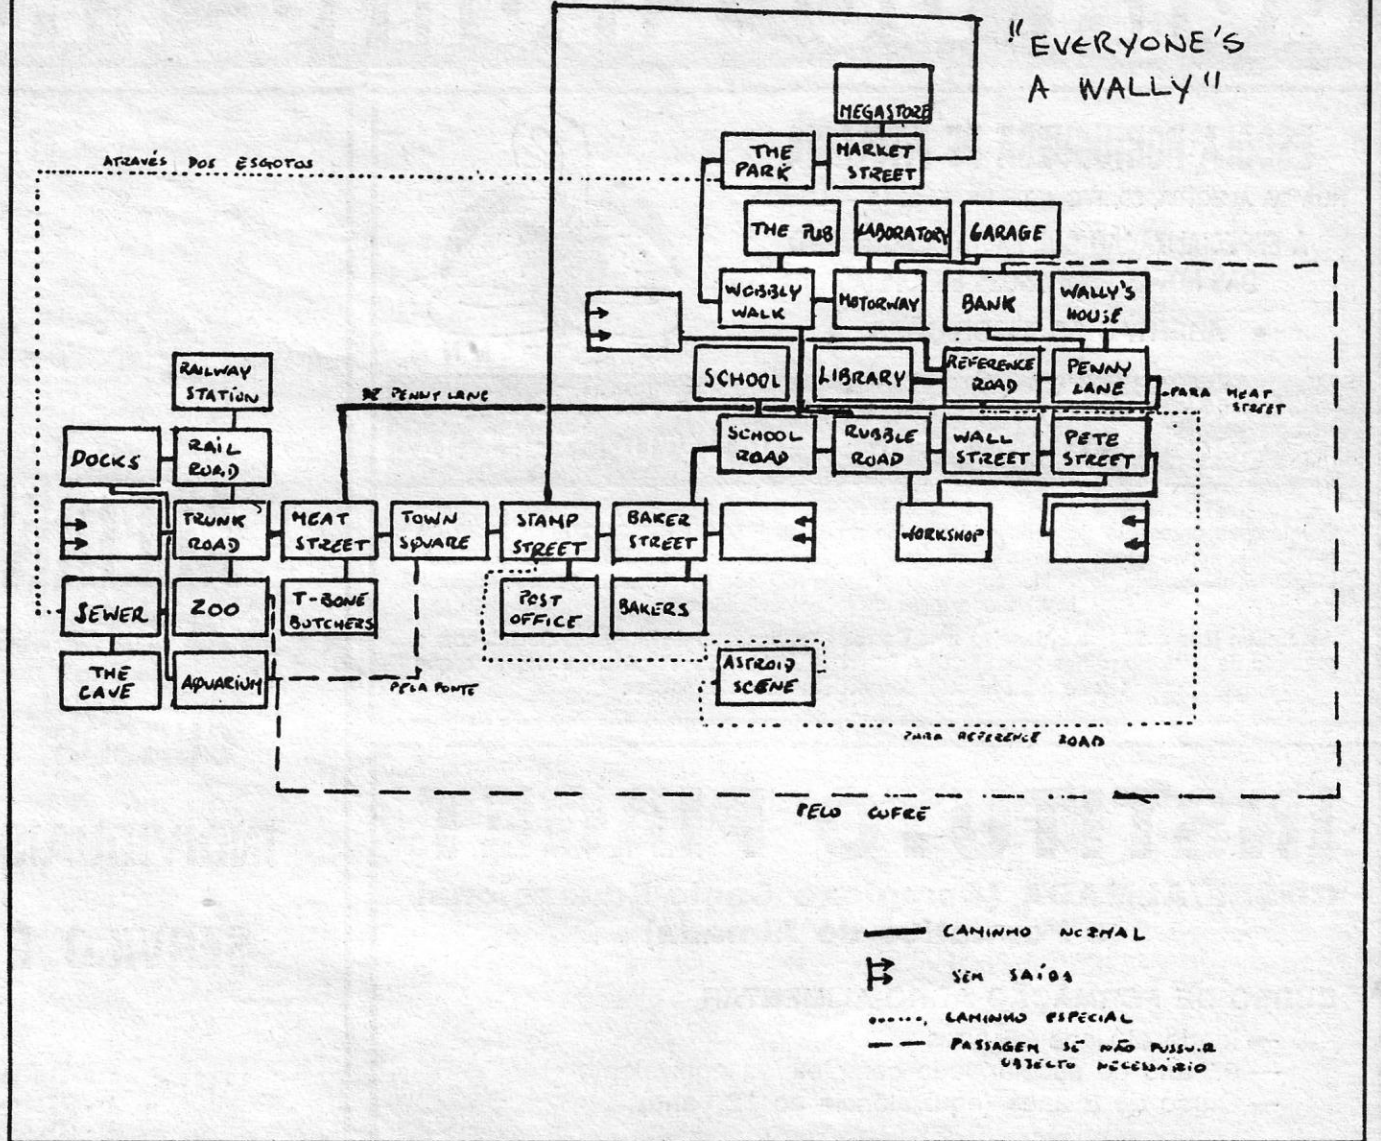 "EVERYONE'S
A WALLY"
MEGASTORE
THE
PARK
MARKET
STREET
ATRAVÉS DOS ESGOTOS
THE PUB
LABORATORY
GARAGE
WOBBLY
WALK
MOTORWAY
BANK
WALLY'S
HOUSE
RAILWAY
STATION
SCHOOL
LIBRARY
REFERENCE
ROAD
PENNY
LANE
DE PENNY LANE
PARA MEAT
STREET
DOCKS
RAIL
ROAD
SCHOOL
ROAD
RUBBLE
ROAD
WALL
STREET
PETE
STREET
TRUNK
ROAD
MEAT
STREET
TOWN
SQUARE
STAMP
STREET
BAKER
STREET
WORKSHOP
SEWER
ZOO
T-BONE
BUTCHERS
POST
OFFICE
BAKERS
THE
CAVE
AQUARIUM
PELA PONTE
ASTROID
SCENE
PARA REFERENCE ROAD
PELO COFRE
CAMINHO NORMAL
SEM SAÍDA
CAMINHO ESPECIAL
PASSAGEM SE NÃO POSSUIR
OBJECTO NECESSÁRIO